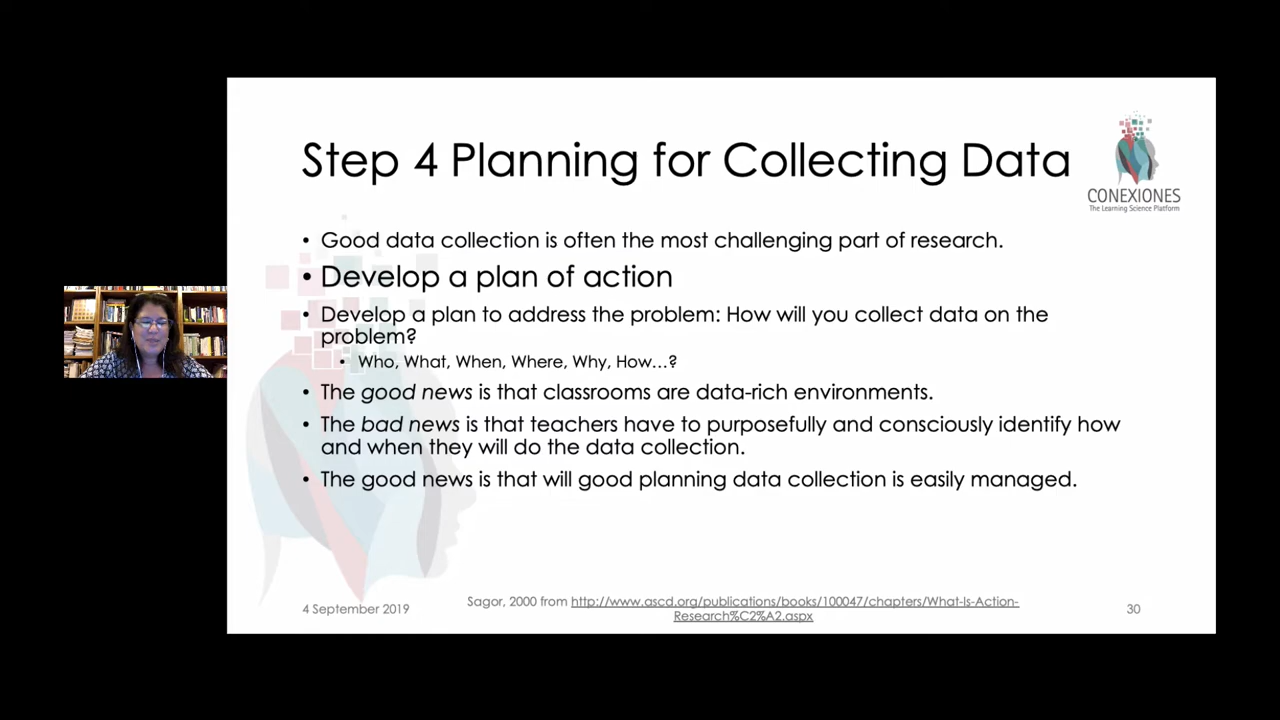 Step 4 Planning for Collecting Data
CONEXIONES
The Learning Science Platform
• Good data collection is often the most challenging part of research.
• Develop a plan of action
• Develop a plan to address the problem: How will you collect data on the
problem?
• Who, What, When, Where, Why, How...?
• The good news is that classrooms are data-rich environments.
• The bad news is that teachers have to purposefully and consciously identify how
and when they will do the data collection.
• The good news is that will good planning data collection is easily managed.
4 September 2019
Sagor, 2000 from http://www.ascd.org/publications/books/100047/chapters/What-Is-Action-
Research%C2%A2.aspx
30